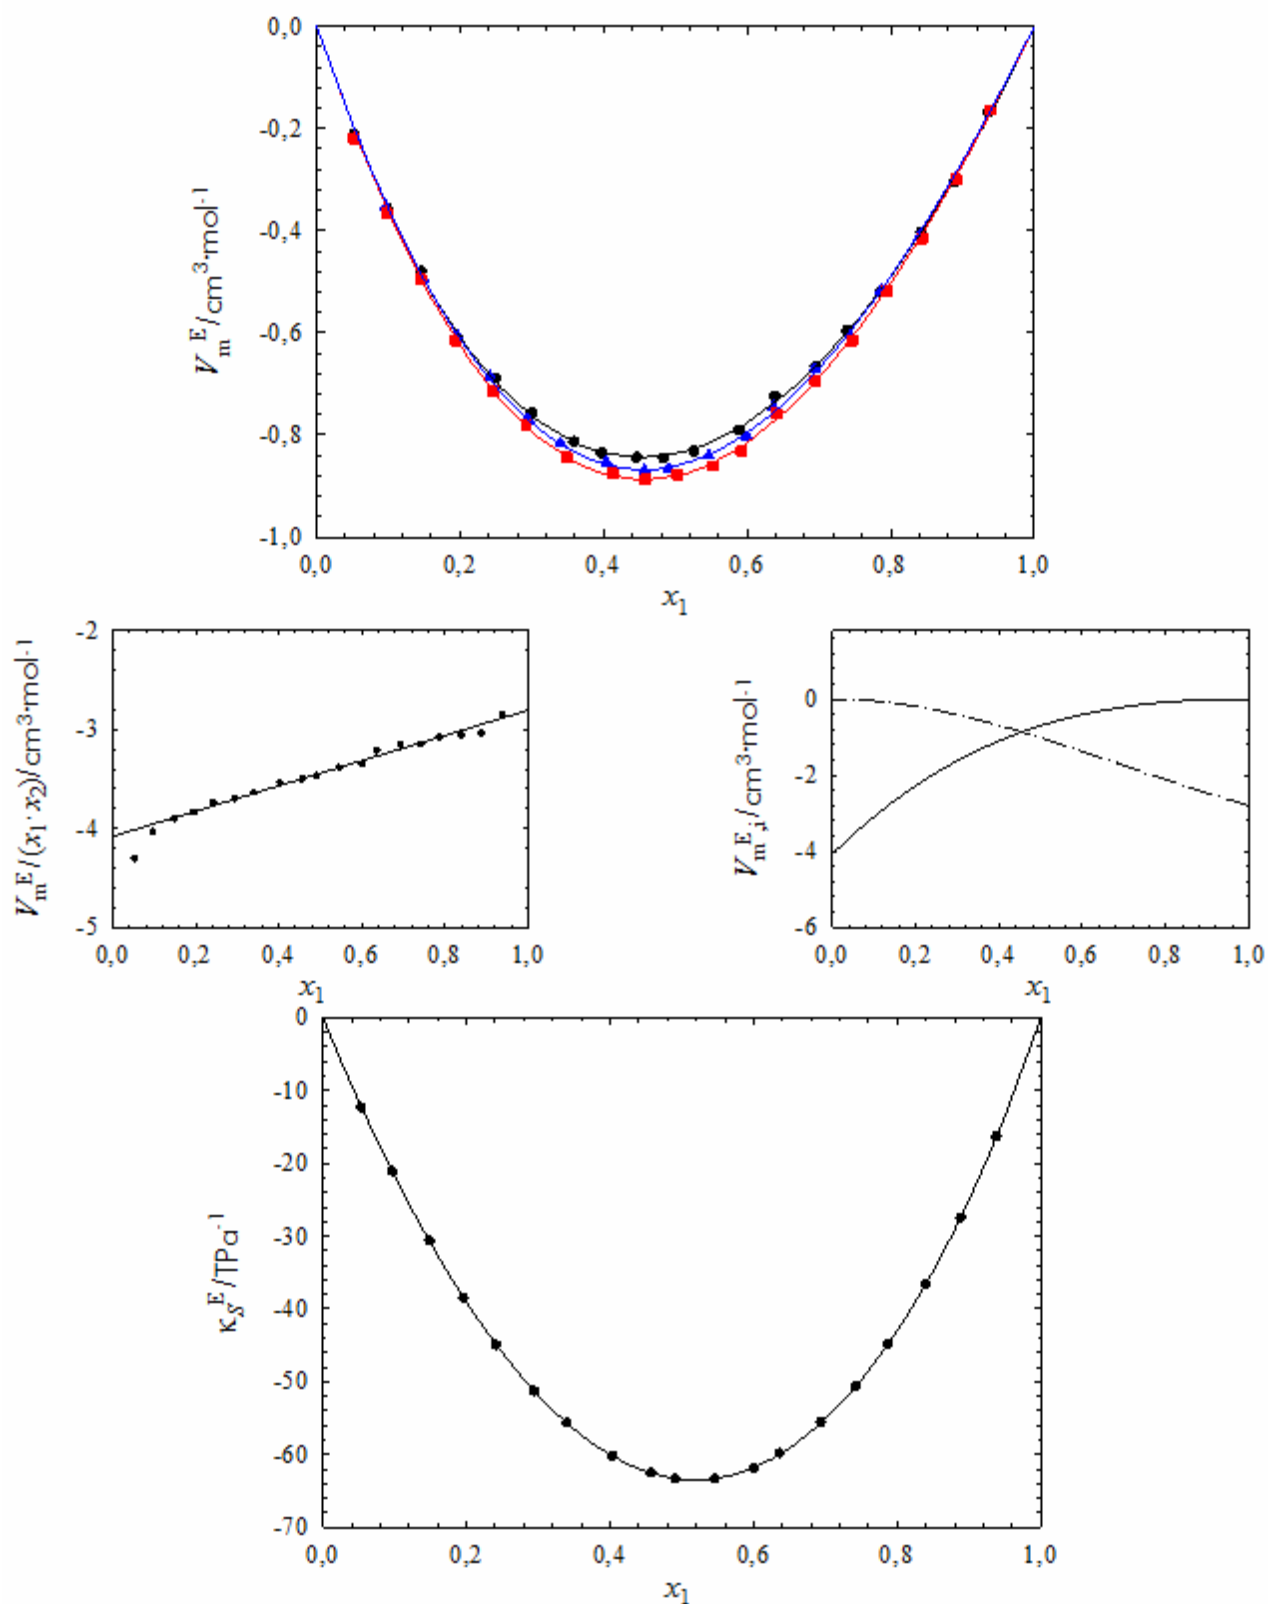 0,0
-0,2
-0,4
-0,6
-0,8
-1,0
V_m^E/cm³·mol⁻¹
0,0 0,2 0,4 0,6 0,8 1,0
x₁
-2
-3
-4
-5
V_m^E/(x₁·x₂)/cm³·mol⁻¹
0,0 0,2 0,4 0,6 0,8 1,0
x₁
0
-2
-4
-6
V_m^E,i/cm³·mol⁻¹
0,0 0,2 0,4 0,6 0,8 1,0
x₁
0
-10
-20
-30
-40
-50
-60
-70
κ_S^E/TPa⁻¹
0,0 0,2 0,4 0,6 0,8 1,0
x₁